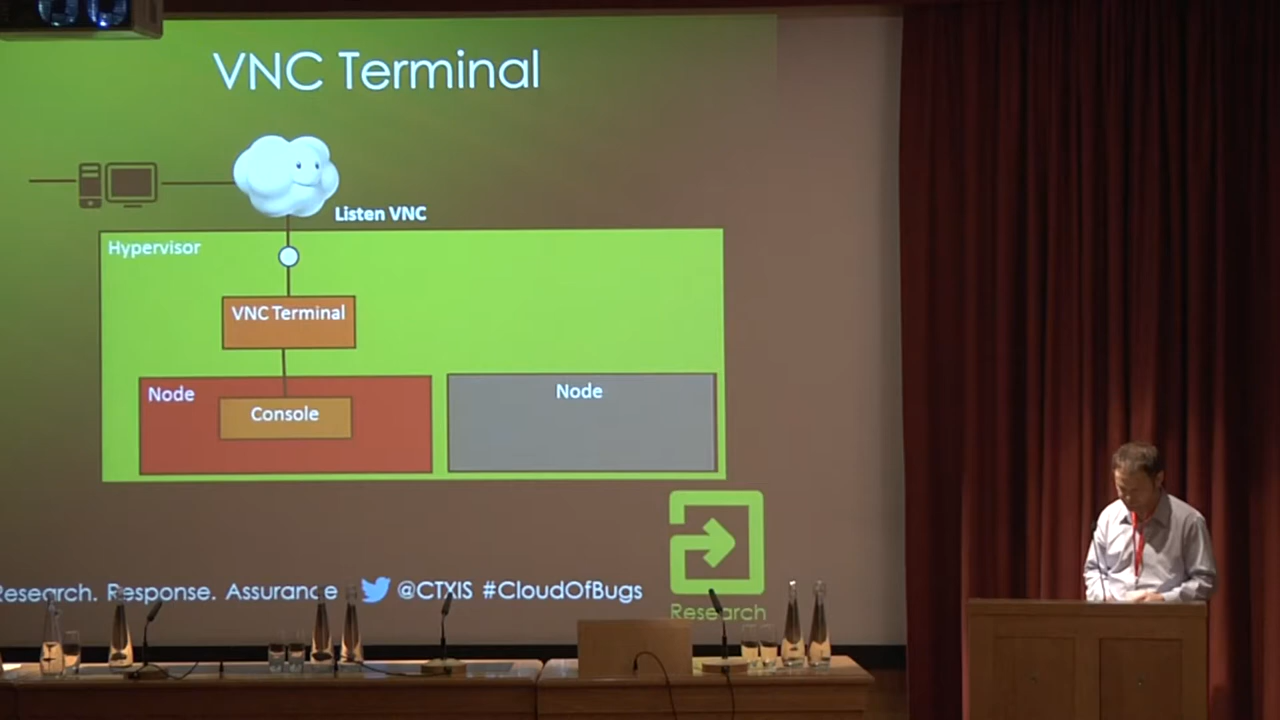 VNC Terminal
Listen VNC
Hypervisor
VNC Terminal
Node
Console
Node
Research. Response. Assurance @CTXIS #CloudOfBugs
Research